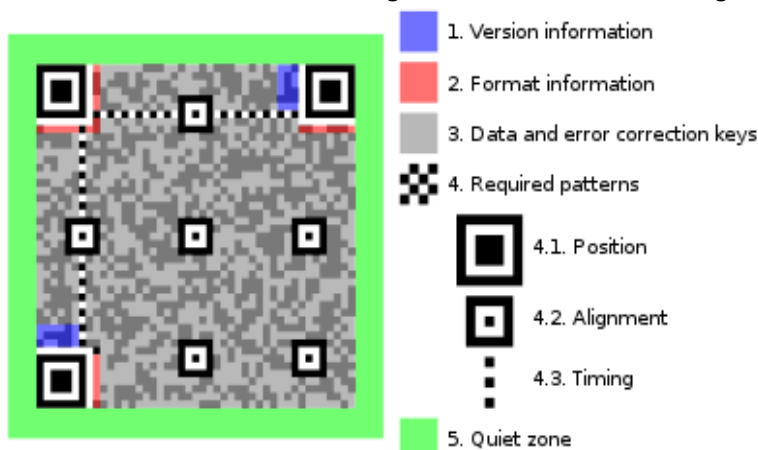 1. Version information
2. Format information
3. Data and error correction keys
4. Required patterns
4.1. Position
4.2. Alignment
4.3. Timing
5. Quiet zone